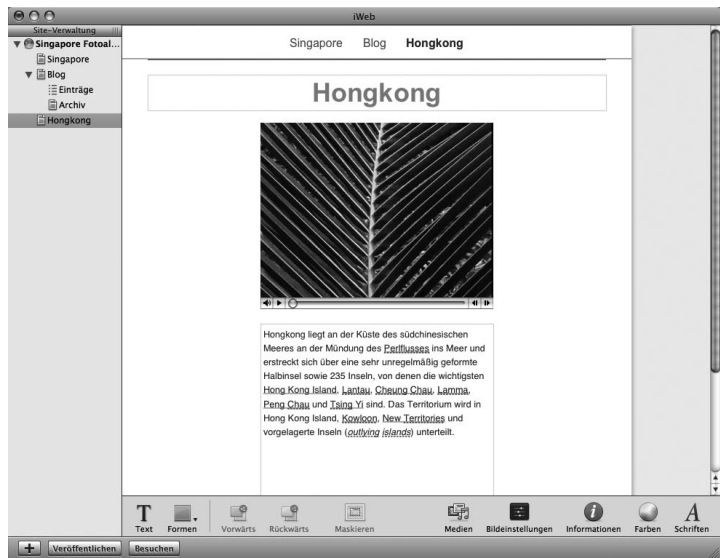 iWeb
Site-Verwaltung
Singapore Fotoal...
Singapore
Blog
Einträge
Archiv
Hongkong
Singapore Blog Hongkong
Hongkong
Hongkong liegt an der Küste des südchinesischen
Meeres an der Mündung des Perlflusses ins Meer und
erstreckt sich über eine sehr unregelmäßig geformte
Halbinsel sowie 235 Inseln, von denen die wichtigsten
Hong Kong Island, Lantau, Cheung Chau, Lamma,
Peng Chau und Tsing Yi sind. Das Territorium wird in
Hong Kong Island, Kowloon, New Territories und
vorgelagerte Inseln (outlying islands) unterteilt.
T A
Text Formen Vorwärts Rückwärts Maskieren Medien Bildeinstellungen Informationen Farben Schriften
Veröffentlichen Besuchen